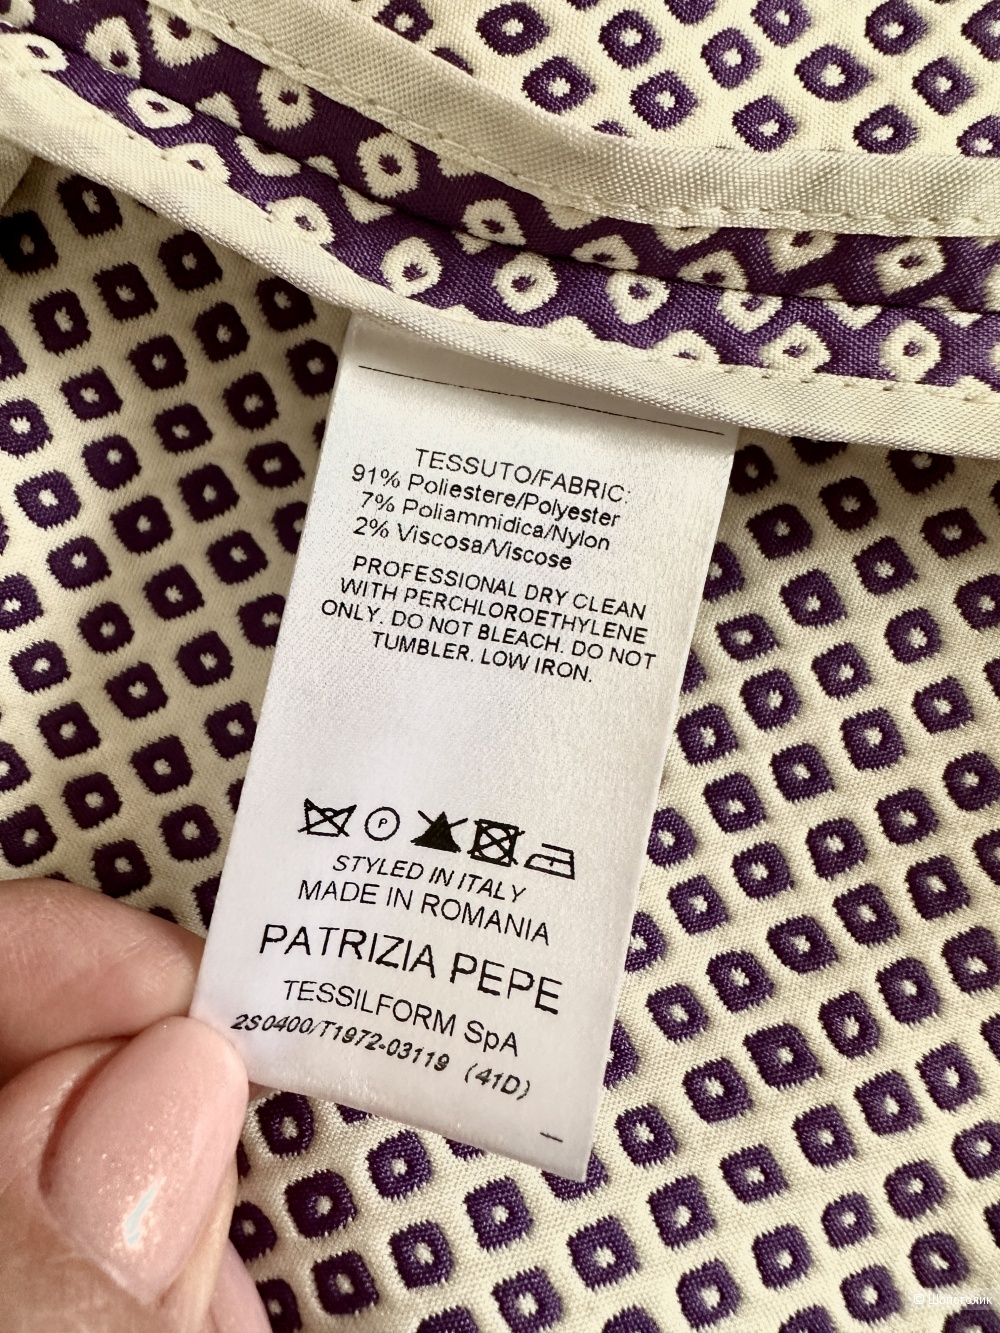 TESSUTO/FABRIC:
91% Poliestere/Polyester
7% Poliammidica/Nylon
2% Viscosa/Viscose
PROFESSIONAL DRY CLEAN
WITH PERCHLOROETHYLENE
ONLY. DO NOT BLEACH. DO NOT
TUMBLER. LOW IRON.
P
STYLED IN ITALY
MADE IN ROMANIA
PATRIZIA PEPE
TESSILFORM SpA
2S0400/T1972-03119 (41D)
© Шопоголик